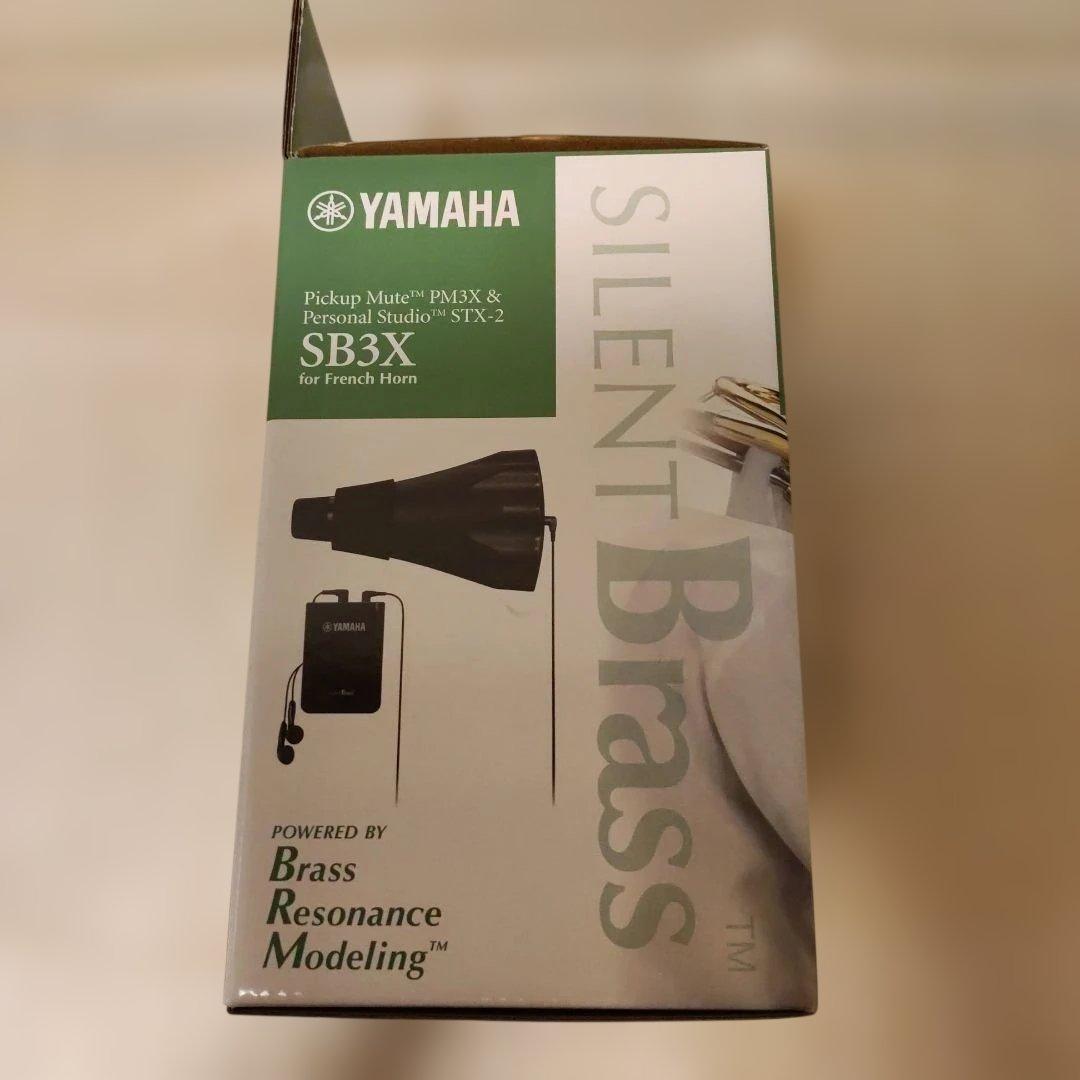 YAMAHA
Pickup Mute™ PM3X &
Personal Studio™ STX-2
SB3X
for French Horn
SILENT Brass™
YAMAHA
POWERED BY
Brass
Resonance
Modeling™